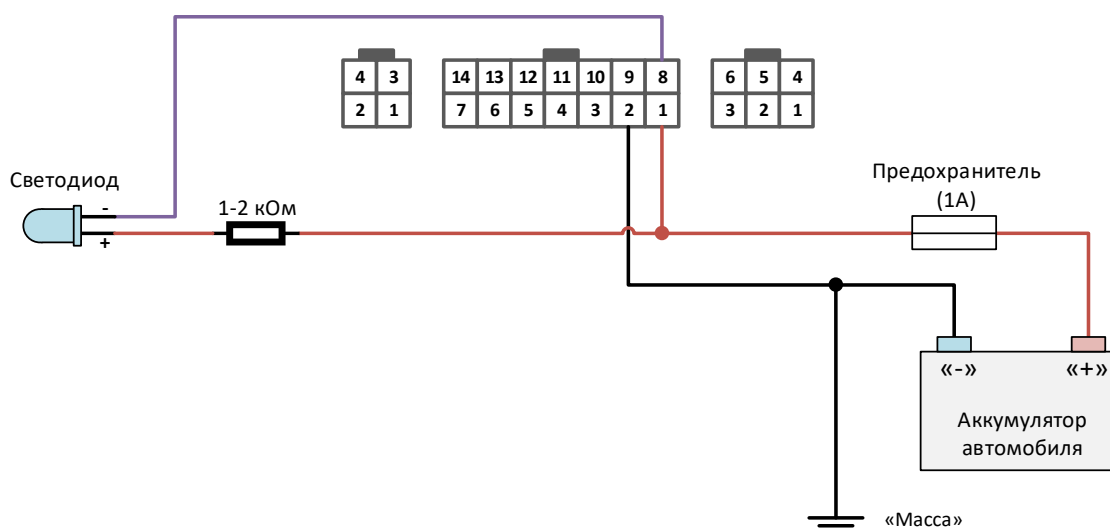 4 3
2 1
14 13 12 11 10 9 8
7 6 5 4 3 2 1
6 5 4
3 2 1
Светодиод
-
+
1-2 кОм
Предохранитель
(1А)
«-» «+»
Аккумулятор
автомобиля
«Масса»